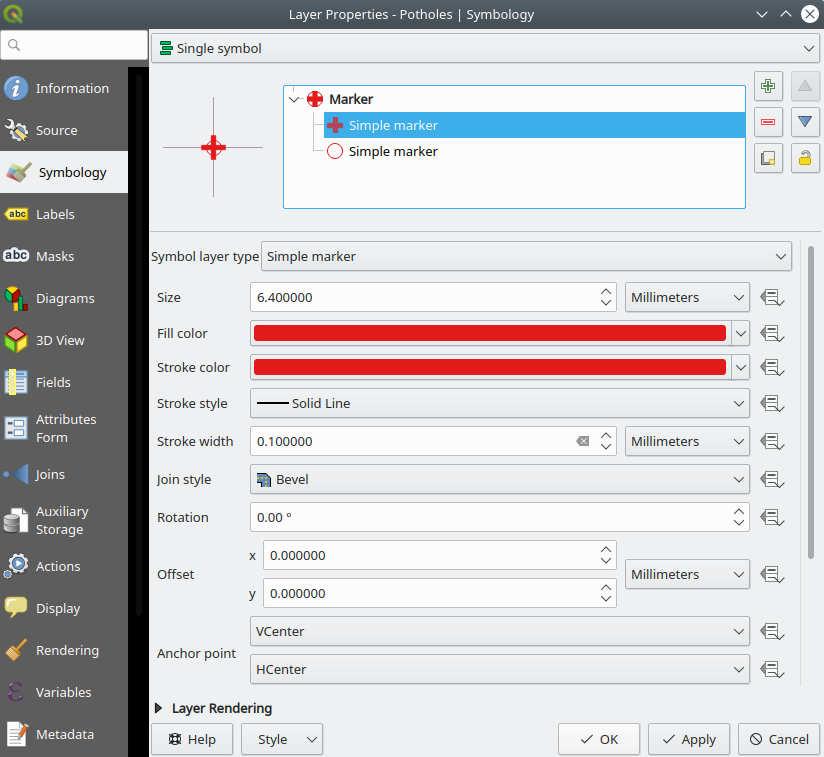 Layer Properties - Potholes | Symbology
Information
Source
Symbology
abc Labels
abc Masks
Diagrams
3D View
Fields
Attributes
Form
Joins
Auxiliary
Storage
Actions
Display
Rendering
Variables
Metadata
Single symbol
Marker
Simple marker
Simple marker
Symbol layer type Simple marker
Size 6.400000 Millimeters
Fill color
Stroke color
Stroke style Solid Line
Stroke width 0.100000 Millimeters
Join style Bevel
Rotation 0.00 °
Offset x 0.000000 Millimeters
y 0.000000
Anchor point VCenter
HCenter
Layer Rendering
Help Style OK Apply Cancel